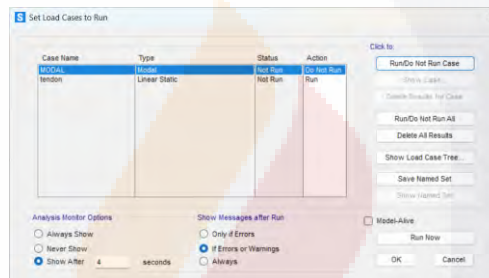 Set Load Cases to Run
Click to:
Case Name Type Status Action
MODAL Modal Not Run Do Not Run
tendon Linear Static Not Run Run
Run/Do Not Run Case
Show Case...
Delete Results for Case
Run/Do Not Run All
Delete All Results
Show Load Case Tree...
Save Named Set
Show Named Set
Analysis Monitor Options
Always Show
Never Show
Show After 4 seconds
Show Messages after Run
Only if Errors
If Errors or Warnings
Always
Model-Alive
Run Now
OK Cancel